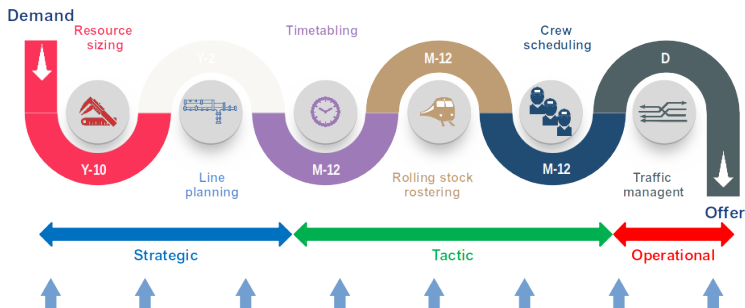 Demand
Resource
sizing
Y-2
Timetabling
M-12
Crew
scheduling
D
Y-10
Line
planning
M-12
Rolling stock
rostering
M-12
Traffic
managent
Offer
Strategic
Tactic
Operational